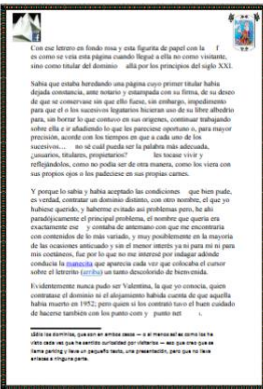 Con ese letrero en fondo rosa y esta figurita de papel con la f
es como se veía esta página cuando llegué a ella no como visitante,
sino como titular del dominio allá por los principios del siglo XXI.
Sabía que estaba heredando una página cuyo primer titular había
dejado constancia, ante notario y estampada con su firma, de su deseo
de que se conservase sin que ello fuese, sin embargo, impedimento
para que el o los sucesivos legatarios hicieran uso de su libre albedrío
para, sin borrar lo que contuvo en sus orígenes, continuar trabajando
sobre ella e ir añadiendo lo que les pareciese oportuno o, para mayor
precisión, acorde con los tiempos en que a cada uno de los
sucesivos… no sé cuál pueda ser la palabra más adecuada,
¿usuarios, titulares, propietarios? les tocase vivir y
reflejándolos, como no podía ser de otra manera, como los viera con
sus propios ojos o los padeciese en sus propias carnes.
Y porque lo sabía y había aceptado las condiciones que bien pude,
es verdad, contratar un dominio distinto, con otro nombre, el que yo
hubiese querido, y haberme evitado así problemas pero, he ahí
paradójicamente el principal problema, el nombre que quería era
exactamente ese y contaba de antemano con que me encontraría
con contenidos de lo más variado, y muy posiblemente en la mayoría
de las ocasiones anticuado y sin el menor interés ya ni para mí ni para
mis coetáneos, fue por lo que no me interesó por indagar adónde
conducía la manecita que aparecía cada vez que colocaba el cursor
sobre el letrerito (arriba) un tanto descolorido de bienvenida.
Evidentemente nunca pudo ser Valentina, la que yo conocía, quien
contratase el dominio ni el alojamiento habida cuenta de que aquella
había muerto en 1952; pero quien sí los contrató tuvo el buen cuidado
de hacerse también con los punto com y punto net